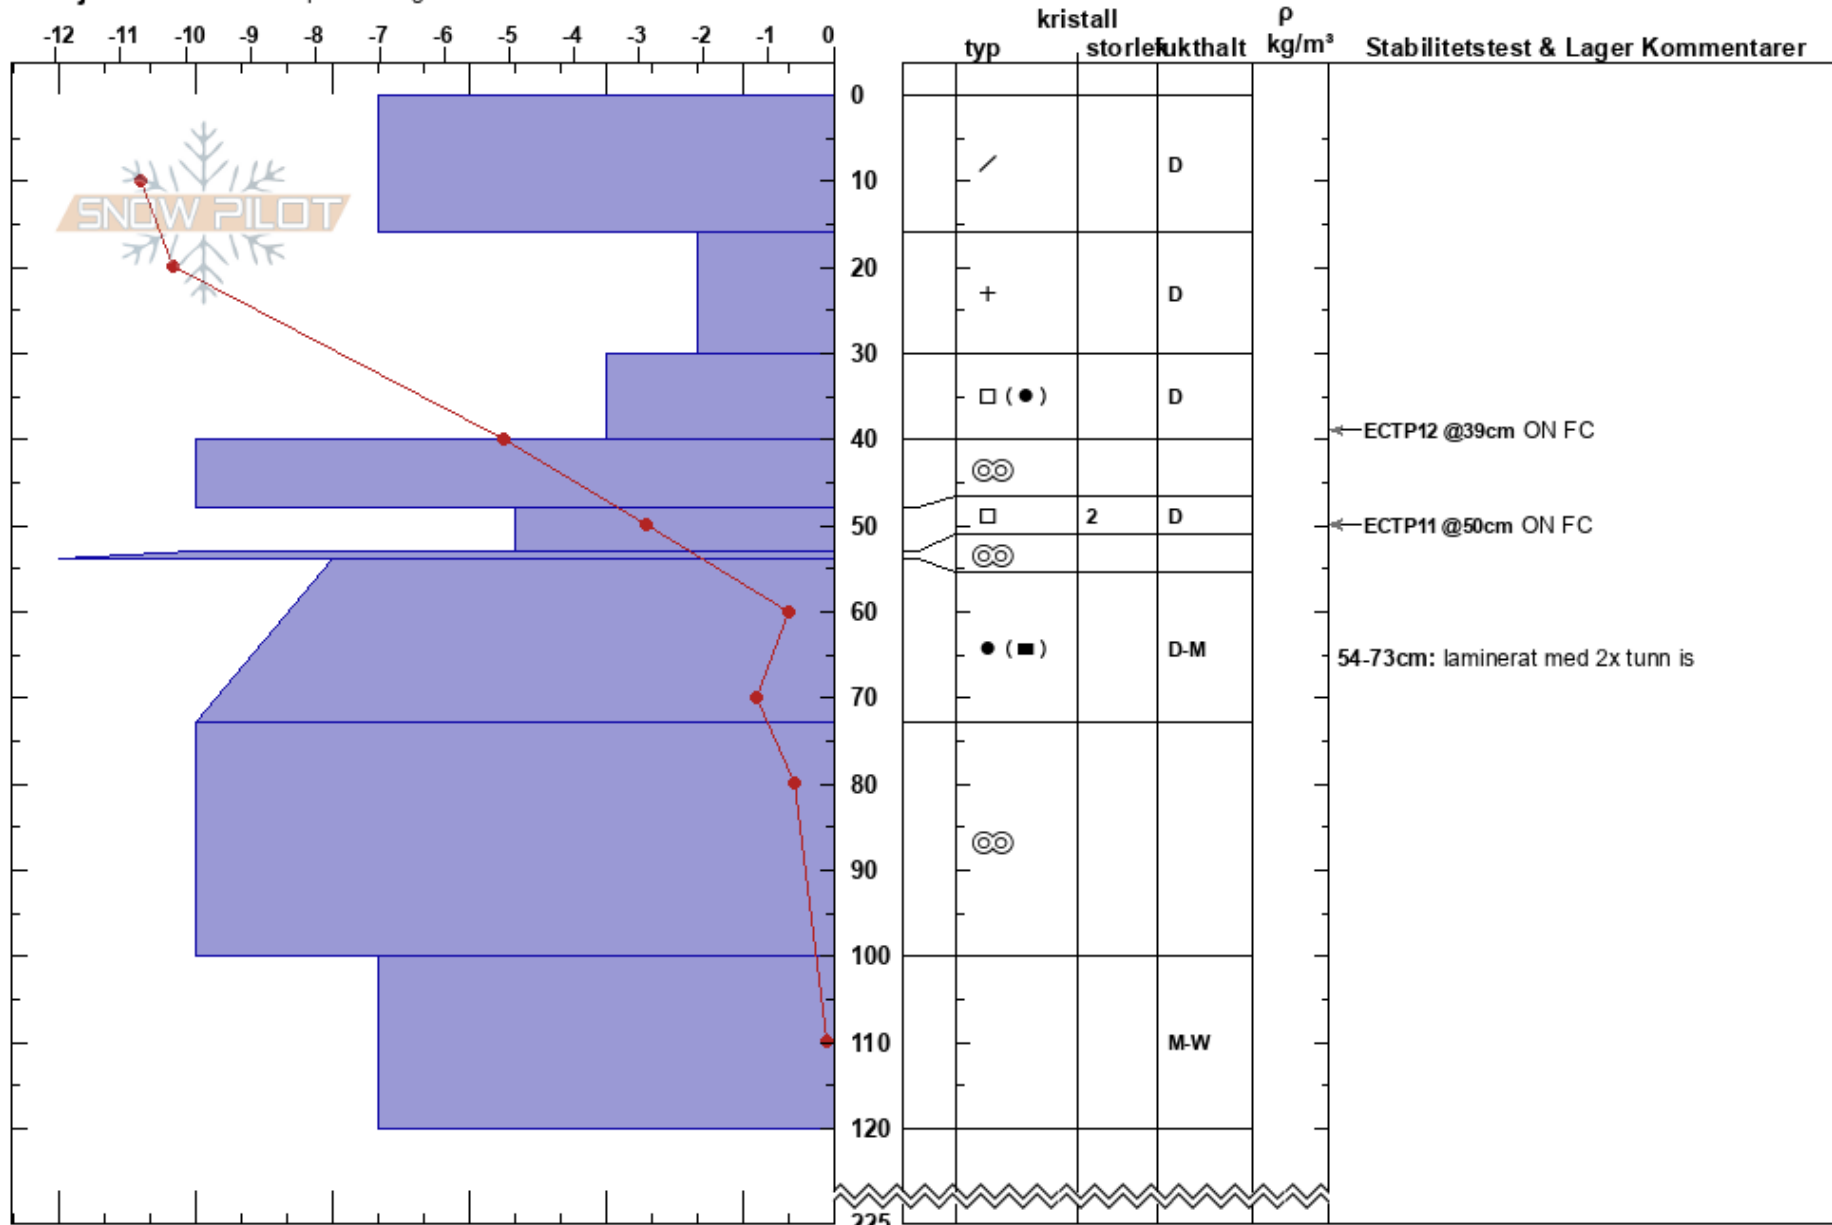 kristall ρ
-12 -11 -10 -9 -8 -7 -6 -5 -4 -3 -2 -1 0 typ storlek fukthalt kg/m³ Stabilitetstest & Lager Kommentarer
0
SNOW PILOT
/ D
10
20
+ D
30
□ (●) D
ECTP12 @39cm ON FC
40
50
□ 2 D
ECTP11 @50cm ON FC
60
● (■) D-M
54-73cm: laminerat med 2x tunn is
70
80
90
100
110 M-W
120
225